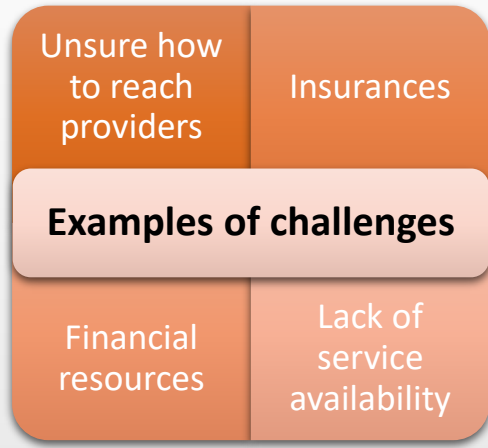 Unsure how
to reach
providers
Insurances
Examples of challenges
Financial
resources
Lack of
service
availability